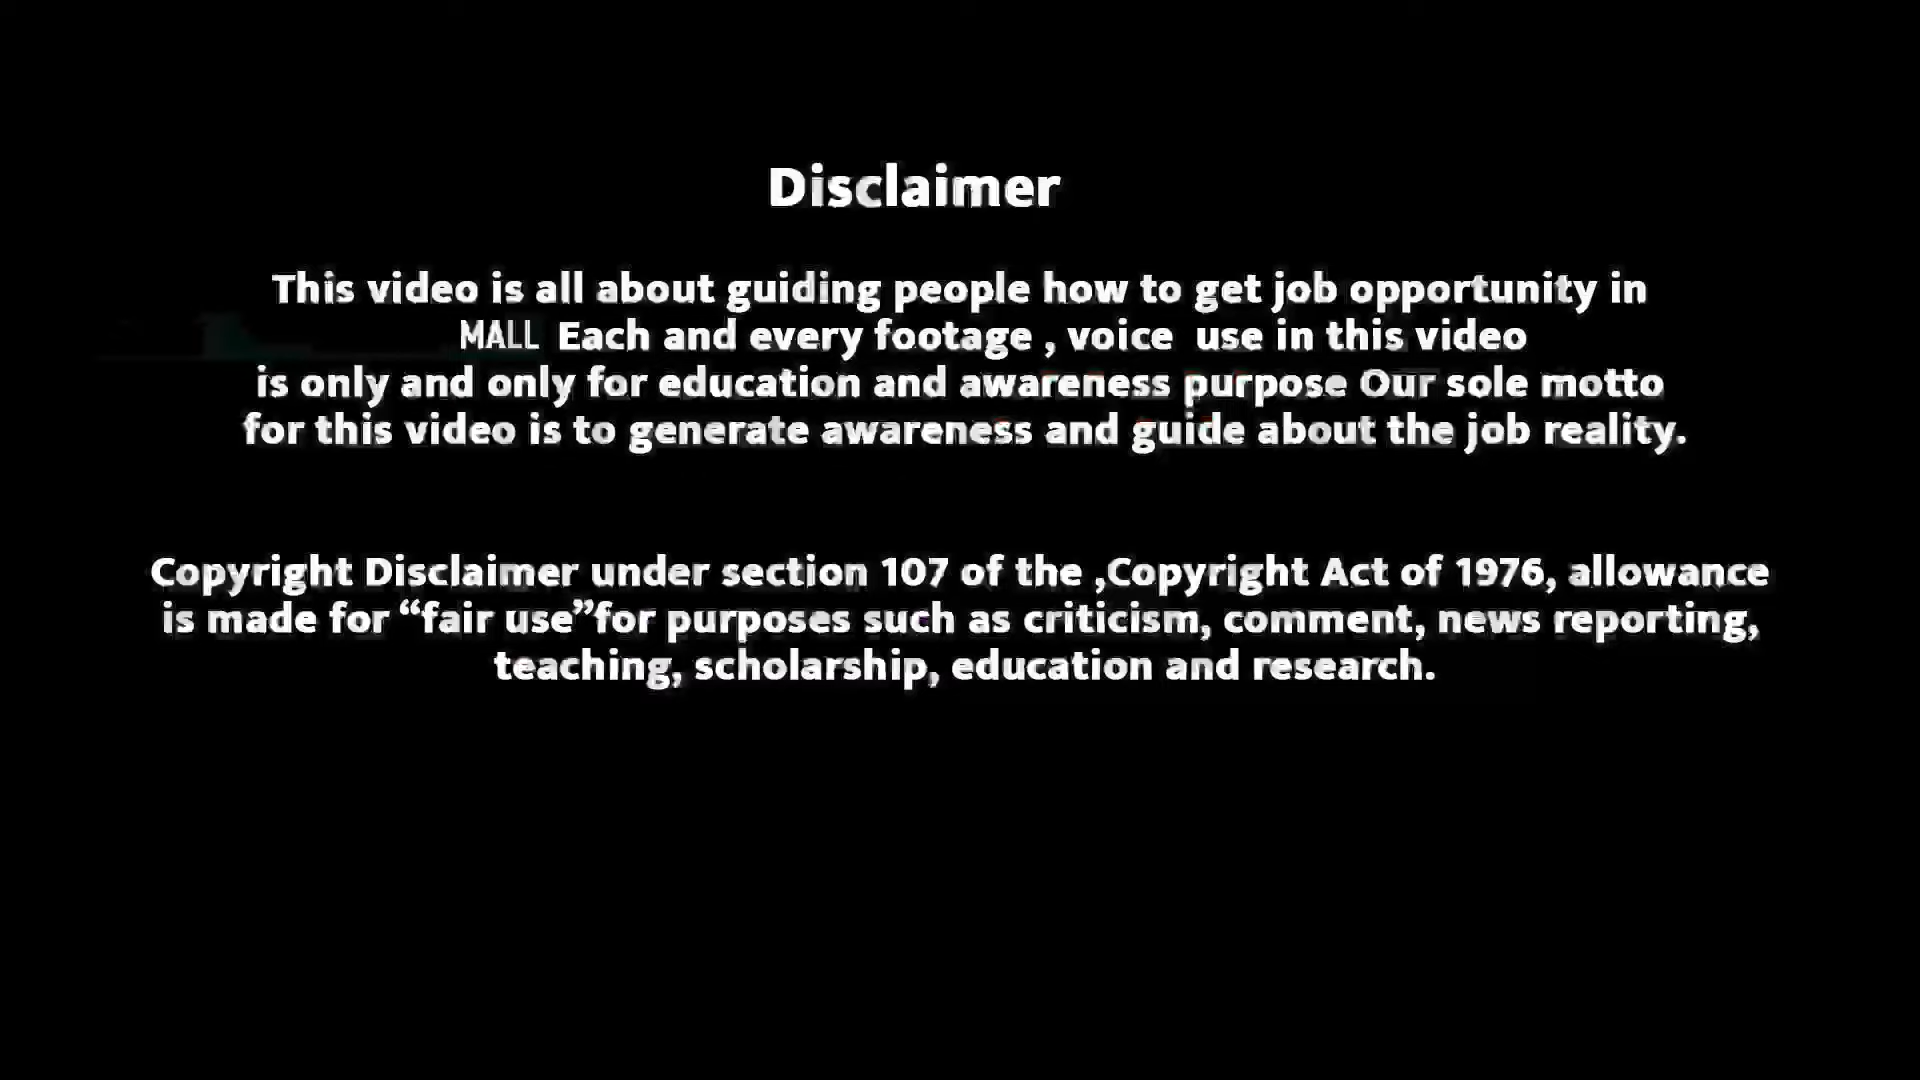 Disclaimer
This video is all about guiding people how to get job opportunity in
MALL Each and every footage , voice use in this video
is only and only for education and awareness purpose Our sole motto
for this video is to generate awareness and guide about the job reality.
Copyright Disclaimer under section 107 of the ,Copyright Act of 1976, allowance
is made for “fair use”for purposes such as criticism, comment, news reporting,
teaching, scholarship, education and research.